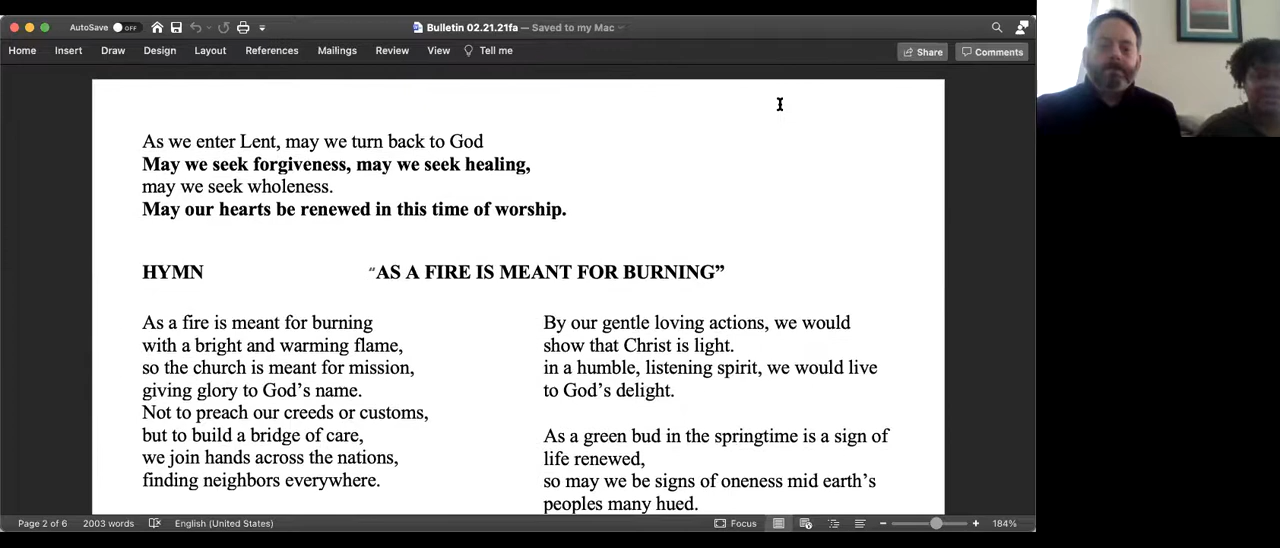 AutoSave OFF
Bulletin 02.21.21fa — Saved to my Mac
Home Insert Draw Design Layout References Mailings Review View Tell me
Share Comments
As we enter Lent, may we turn back to God
May we seek forgiveness, may we seek healing,
may we seek wholeness.
May our hearts be renewed in this time of worship.
HYMN "AS A FIRE IS MEANT FOR BURNING”
As a fire is meant for burning
with a bright and warming flame,
so the church is meant for mission,
giving glory to God’s name.
Not to preach our creeds or customs,
but to build a bridge of care,
we join hands across the nations,
finding neighbors everywhere.
By our gentle loving actions, we would
show that Christ is light.
in a humble, listening spirit, we would live
to God’s delight.
As a green bud in the springtime is a sign of
life renewed,
so may we be signs of oneness mid earth’s
peoples many hued.
Page 2 of 6 2003 words English (United States) Focus 184%